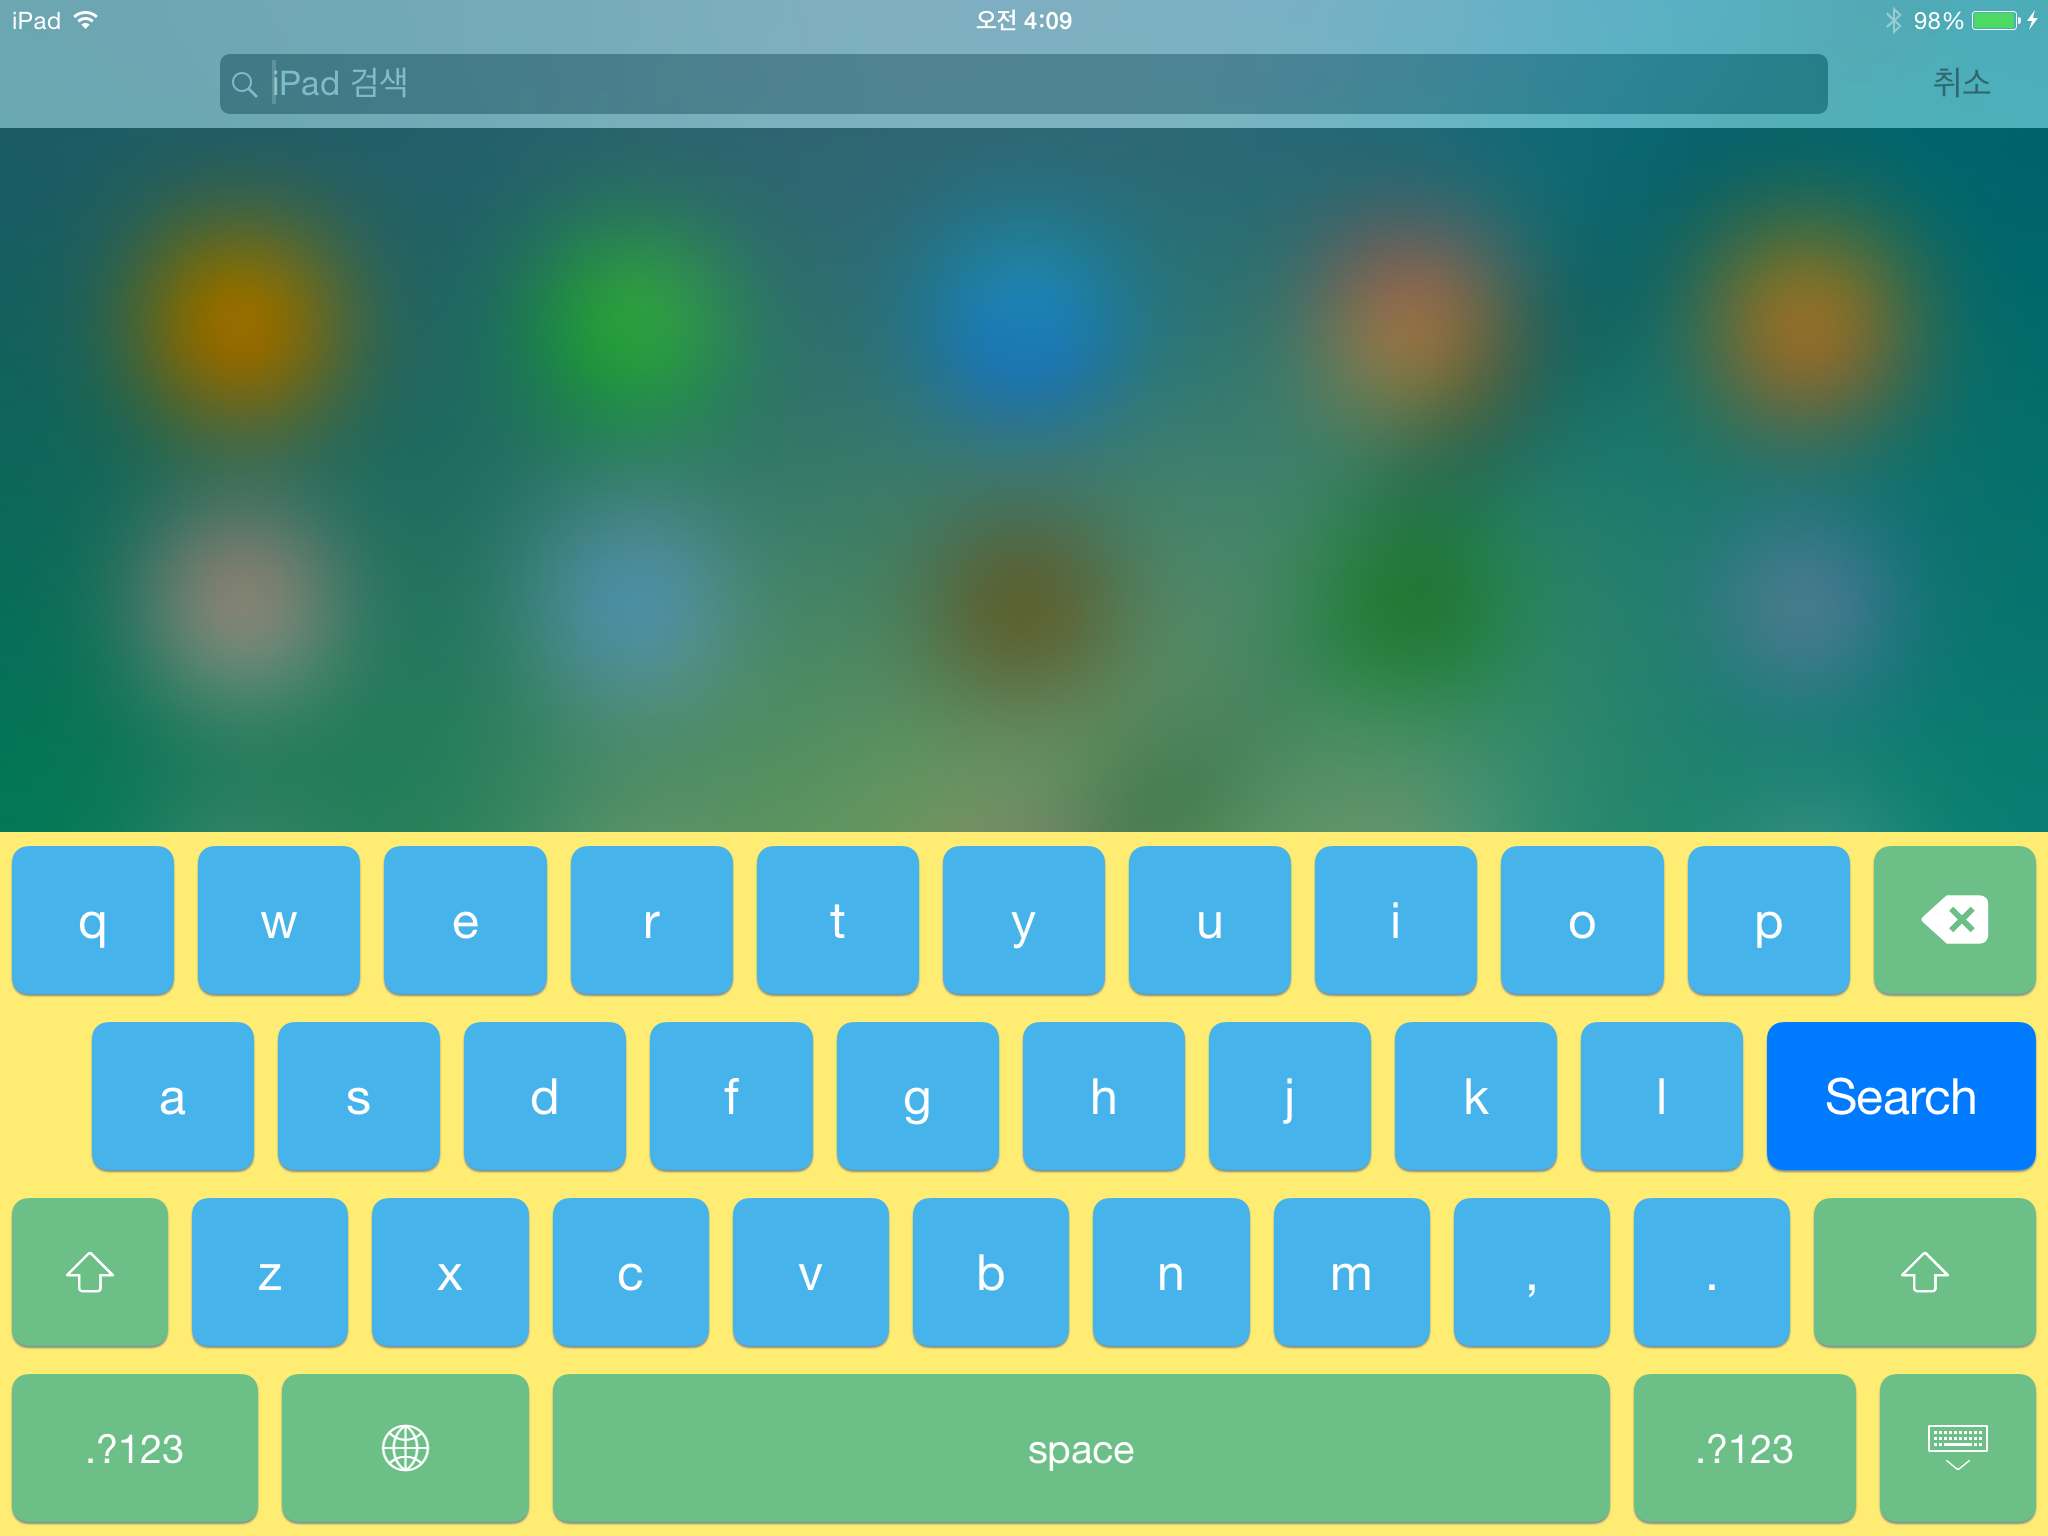 iPad 오전 4:09 98%
iPad 검색 취소
q w e r t y u i o p
a s d f g h j k l Search
z x c v b n m , .
.?123 space .?123